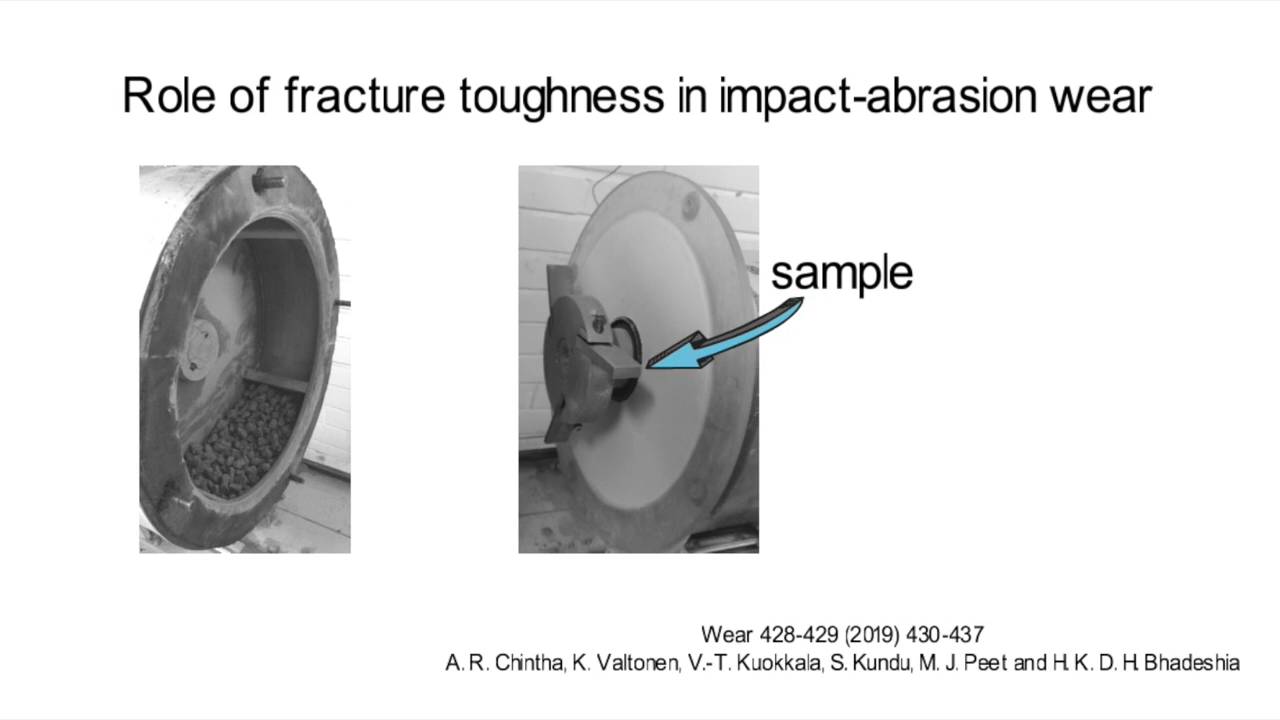 Role of fracture toughness in impact-abrasion wear
sample
Wear 428-429 (2019) 430-437
A. R. Chintha, K. Valtonen, V.-T. Kuokkala, S. Kundu, M. J. Peet and H. K. D. H. Bhadeshia